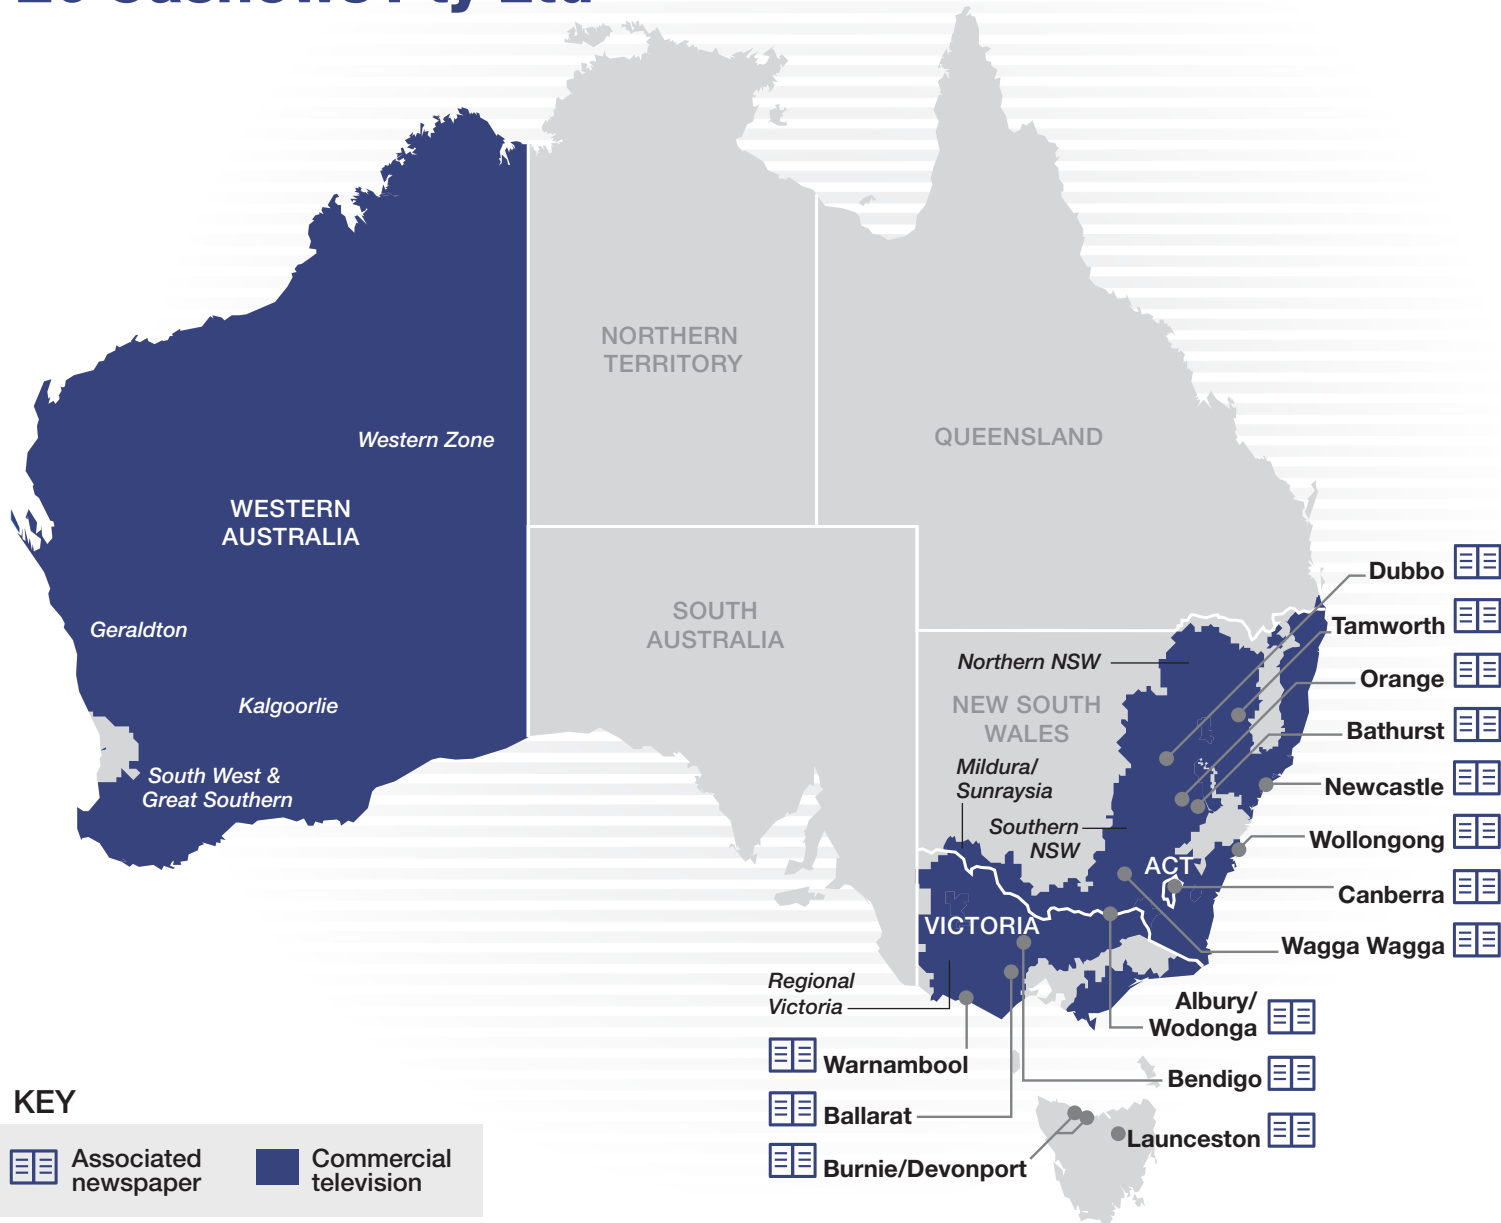 NORTHERN
TERRITORY
QUEENSLAND
Western Zone
WESTERN
AUSTRALIA
SOUTH
AUSTRALIA
Geraldton
Kalgoorlie
South West &
Great Southern
Northern NSW
NEW SOUTH
WALES
Mildura/
Sunraysia
Southern
NSW
ACT
VICTORIA
Regional
Victoria
Dubbo
Tamworth
Orange
Bathurst
Newcastle
Wollongong
Canberra
Wagga Wagga
Albury/
Wodonga
Bendigo
Launceston
Warnambool
Ballarat
Burnie/Devonport
KEY
Associated
newspaper
Commercial
television